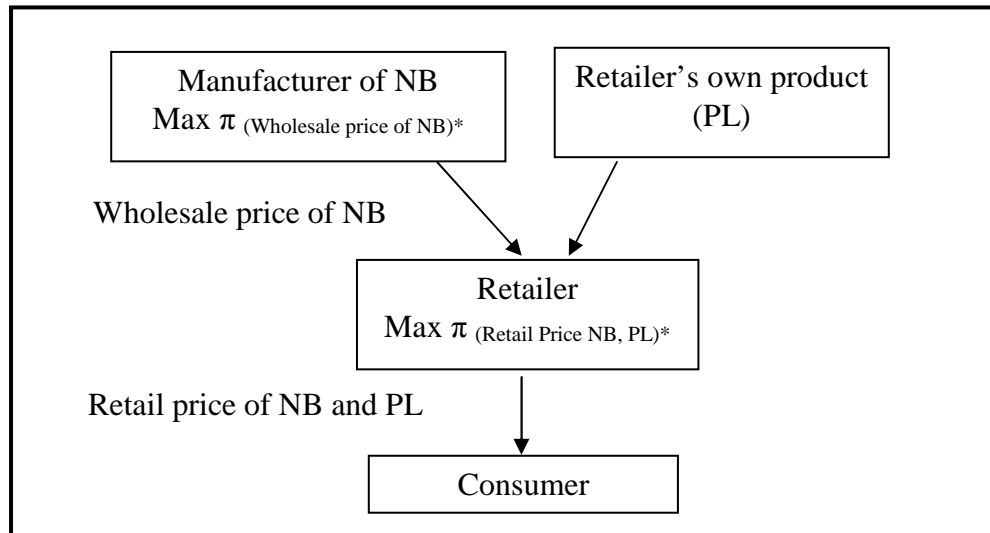 Manufacturer of NB
Max π (Wholesale price of NB)*
Retailer's own product
(PL)
Wholesale price of NB
Retailer
Max π (Retail Price NB, PL)*
Retail price of NB and PL
Consumer